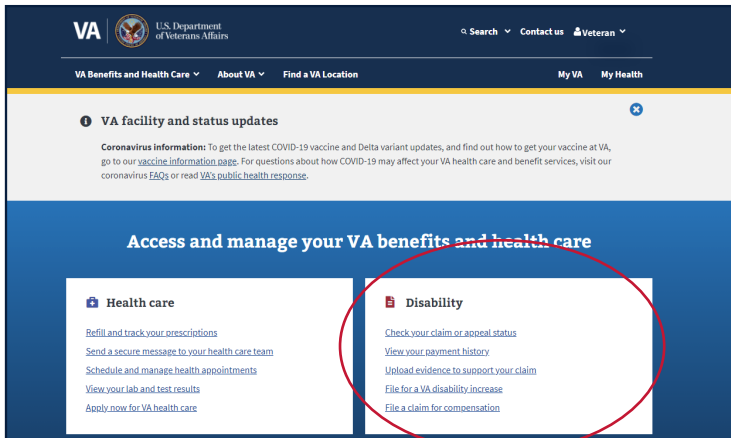 VA
U.S. Department
of Veterans Affairs
Search
Contact us
Veteran
VA Benefits and Health Care
About VA
Find a VA Location
My VA
My Health
VA facility and status updates
Coronavirus information: To get the latest COVID-19 vaccine and Delta variant updates, and find out how to get your vaccine at VA,
go to our vaccine information page. For questions about how COVID-19 may affect your VA health care and benefit services, visit our
coronavirus FAQs or read VA's public health response.
Access and manage your VA benefits and health care
Health care
Refill and track your prescriptions
Send a secure message to your health care team
Schedule and manage health appointments
View your lab and test results
Apply now for VA health care
Disability
Check your claim or appeal status
View your payment history
Upload evidence to support your claim
File for a VA disability increase
File a claim for compensation